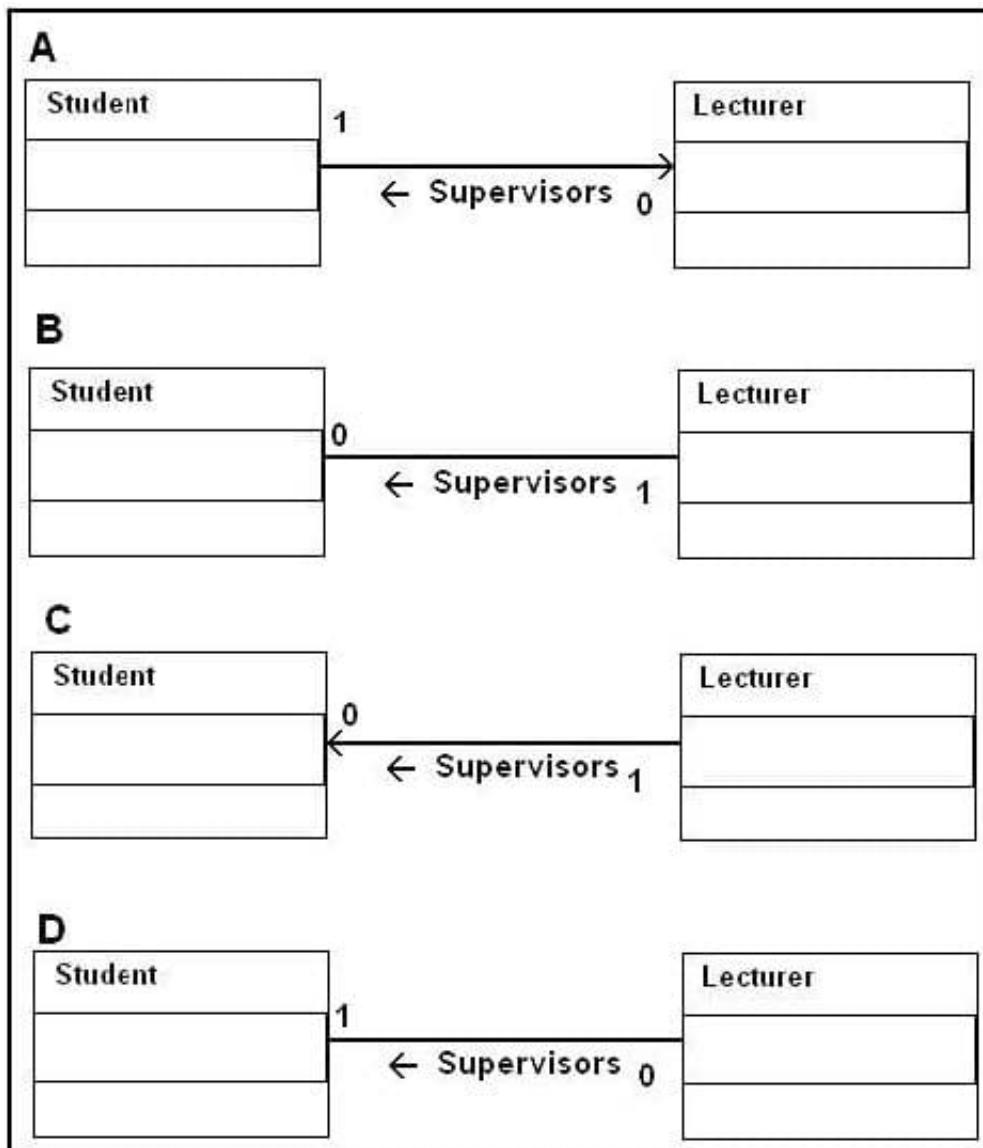 A
Student Lecturer
1
← Supervisors 0
B
Student Lecturer
0
← Supervisors 1
C
Student Lecturer
0
← Supervisors 1
D
Student Lecturer
1
← Supervisors 0